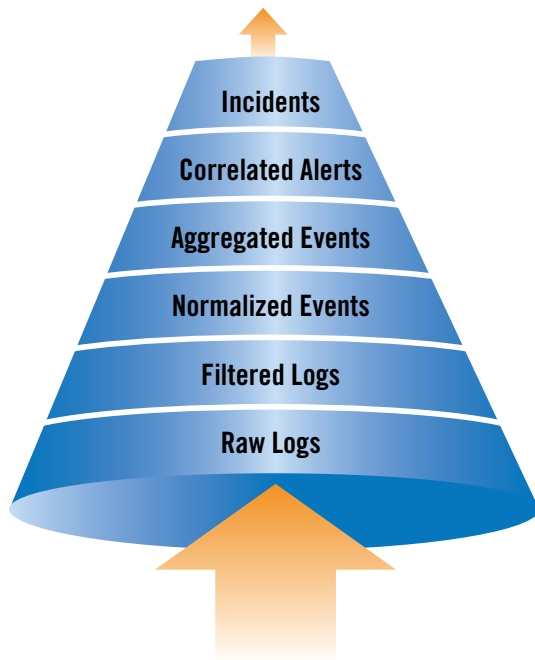 Incidents
Correlated Alerts
Aggregated Events
Normalized Events
Filtered Logs
Raw Logs